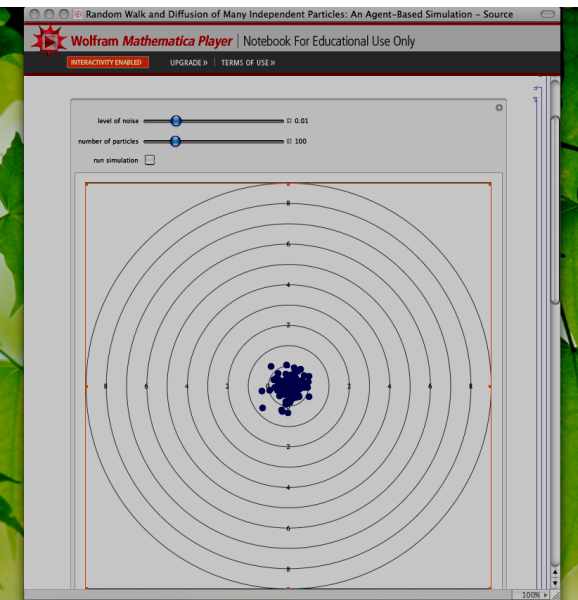 Random Walk and Diffusion of Many Independent Particles: An Agent-Based Simulation – Source
Wolfram Mathematica Player | Notebook For Educational Use Only
INTERACTIVITY ENABLED UPGRADE » TERMS OF USE »
level of noise 0.01
number of particles 100
run simulation
8
6
4
2
8 6 4 2 0 2 4 6 8
0
2
4
6
8
100%